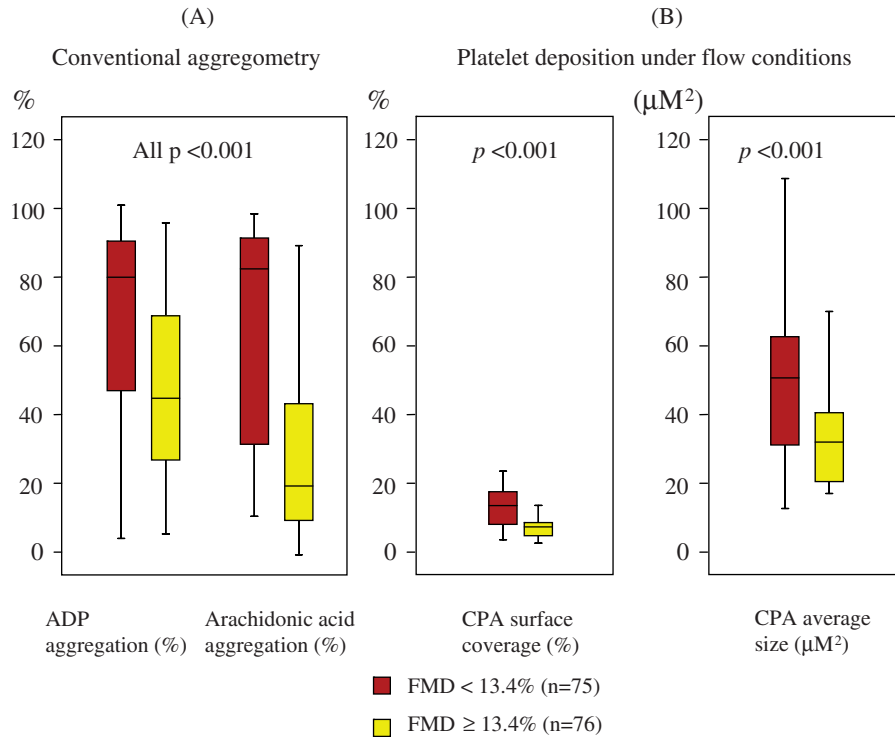 (A)
(B)
Conventional aggregometry
Platelet deposition under flow conditions
%
%
(μM²)
120
100
80
60
40
20
0
All p <0.001
120
100
80
60
40
20
0
p <0.001
120
100
80
60
40
20
0
p <0.001
ADP
aggregation (%)
Arachidonic acid
aggregation (%)
CPA surface
coverage (%)
CPA average
size (μM²)
FMD < 13.4% (n=75)
FMD ≥ 13.4% (n=76)